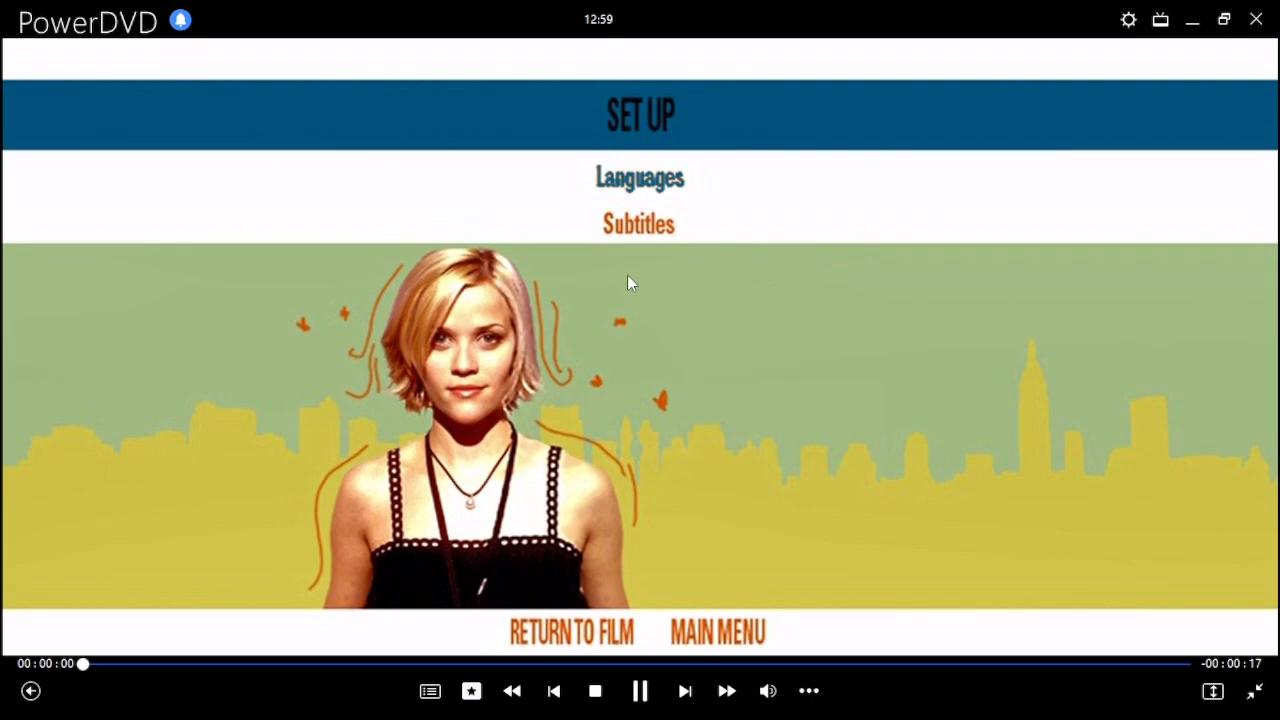 PowerDVD
12:59
SET UP
Languages
Subtitles
RETURN TO FILM MAIN MENU
00:00:00 -00:00:17